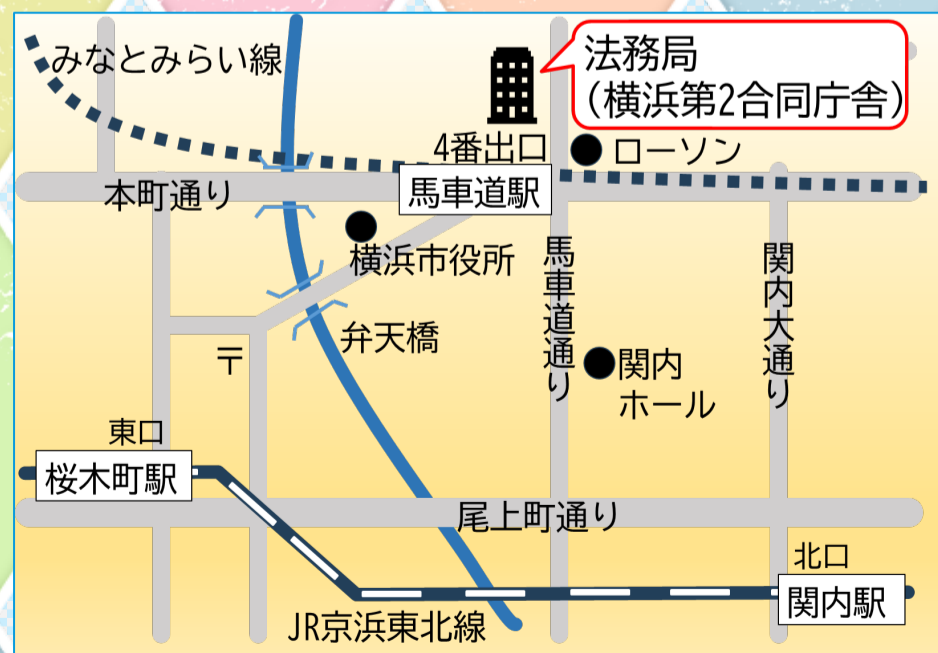 みなとみらい線
法務局
(横浜第2合同庁舎)
4番出口
ローソン
本町通り
馬車道駅
横浜市役所
馬車道通り
関内大通り
弁天橋
〒
関内
ホール
東口
桜木町駅
尾上町通り
北口
関内駅
JR京浜東北線